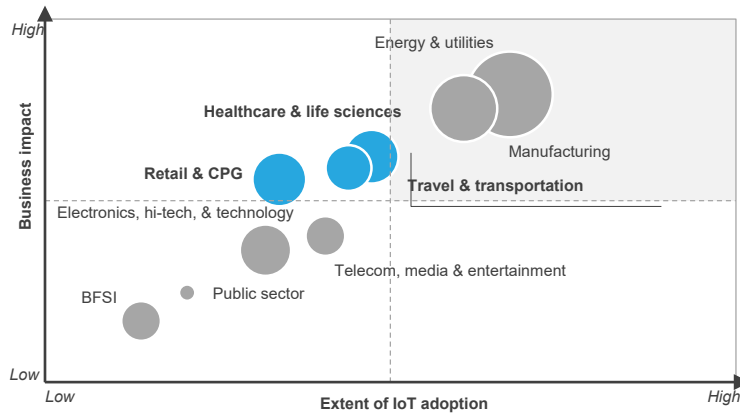 High
Energy & utilities
Healthcare & life sciences
Manufacturing
Retail & CPG
Travel & transportation
Business impact
Electronics, hi-tech, & technology
Telecom, media & entertainment
BFSI
Public sector
Low
Low
Extent of IoT adoption
High